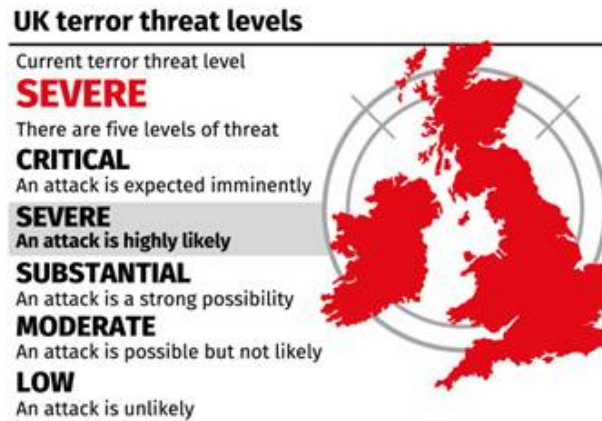 UK terror threat levels
Current terror threat level
SEVERE
There are five levels of threat
CRITICAL
An attack is expected imminently
SEVERE
An attack is highly likely
SUBSTANTIAL
An attack is a strong possibility
MODERATE
An attack is possible but not likely
LOW
An attack is unlikely